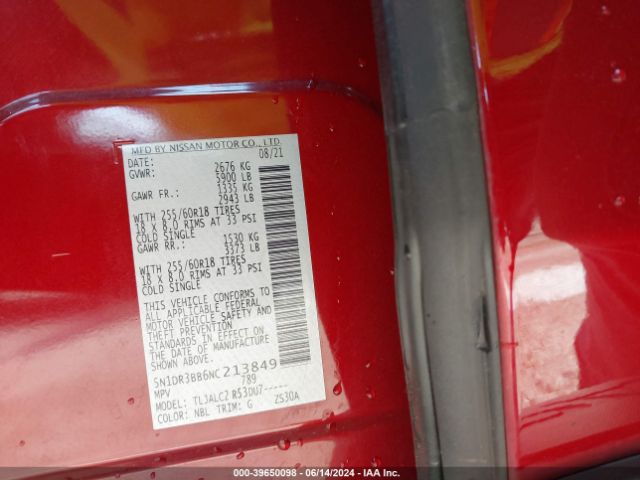 MFD BY NISSAN MOTOR CO., LTD.
DATE: 08/21
GVWR: 2676 KG
5900 LB
GAWR FR.: 1335 KG
2943 LB
WITH 255/60R18 TIRES
18 X 8.0 RIMS AT 33 PSI
COLD SINGLE
GAWR RR.: 1530 KG
3373 LB
WITH 255/60R18 TIRES
18 X 8.0 RIMS AT 33 PSI
COLD SINGLE
THIS VEHICLE CONFORMS TO
ALL APPLICABLE FEDERAL
MOTOR VEHICLE SAFETY AND
THEFT PREVENTION
STANDARDS IN EFFECT ON
THE DATE OF MANUFACTURE
SHOWN ABOVE.
5N1DR3BB6NC213849
MPV 789
MODEL: TLJALCZ R53DU7-----
COLOR: NBL TRIM: G ZS30A
000-39650098 - 06/14/2024 - IAA Inc.